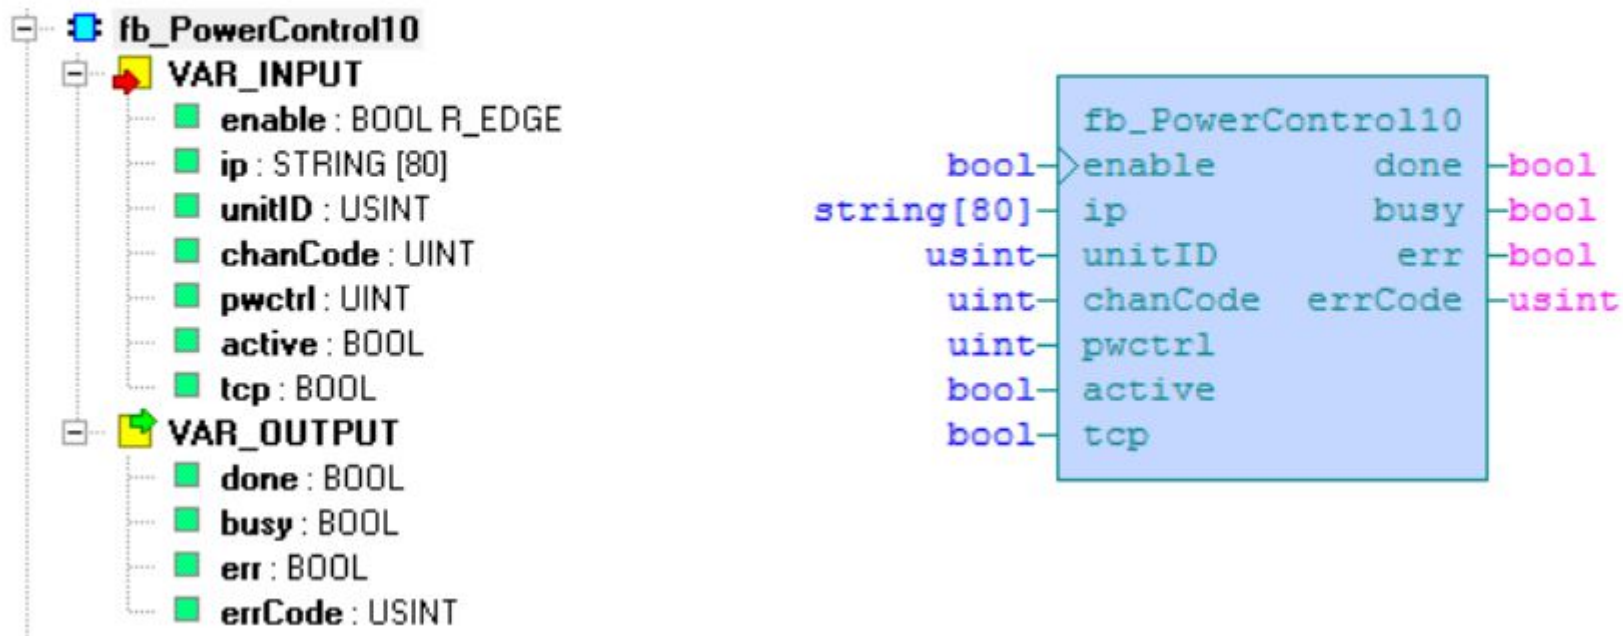 fb_PowerControl10
VAR_INPUT
enable : BOOL R_EDGE
ip : STRING [80]
unitID : USINT
chanCode : UINT
pwctrl : UINT
active : BOOL
tcp : BOOL
VAR_OUTPUT
done : BOOL
busy : BOOL
err : BOOL
errCode : USINT
fb_PowerControl10
bool enable done bool
string[80] ip busy bool
usint unitID err bool
uint chanCode errCode usint
uint pwctrl
bool active
bool tcp